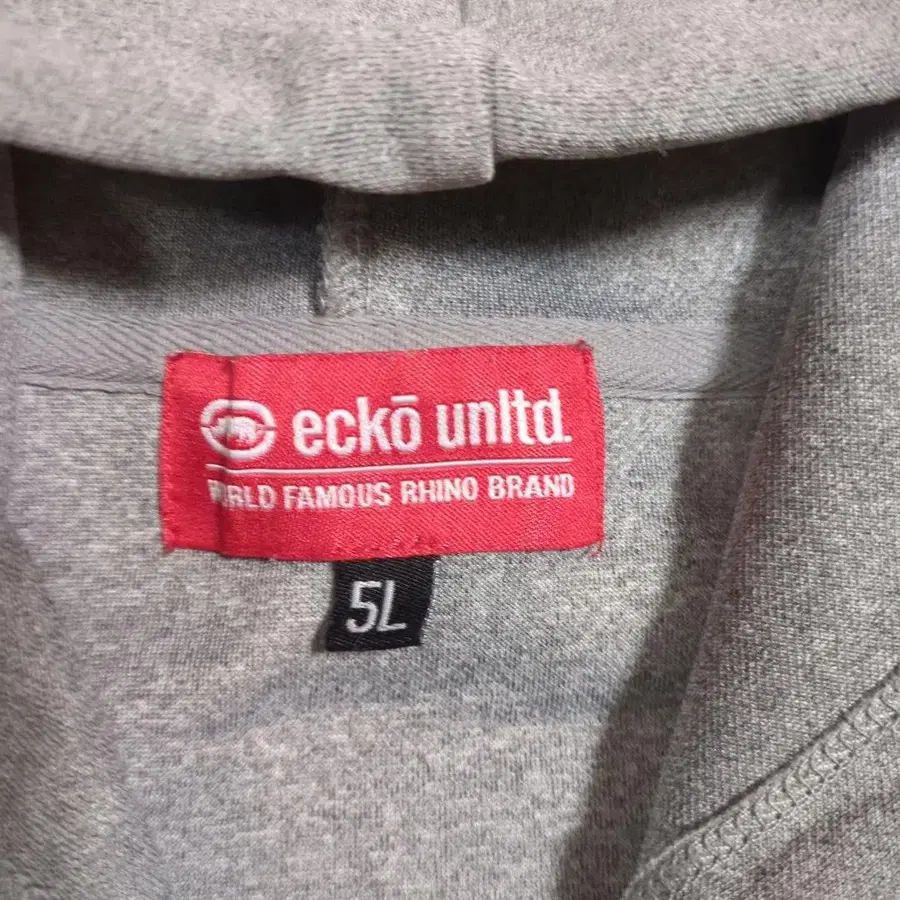 eckō unltd.
WORLD FAMOUS RHINO BRAND
5L